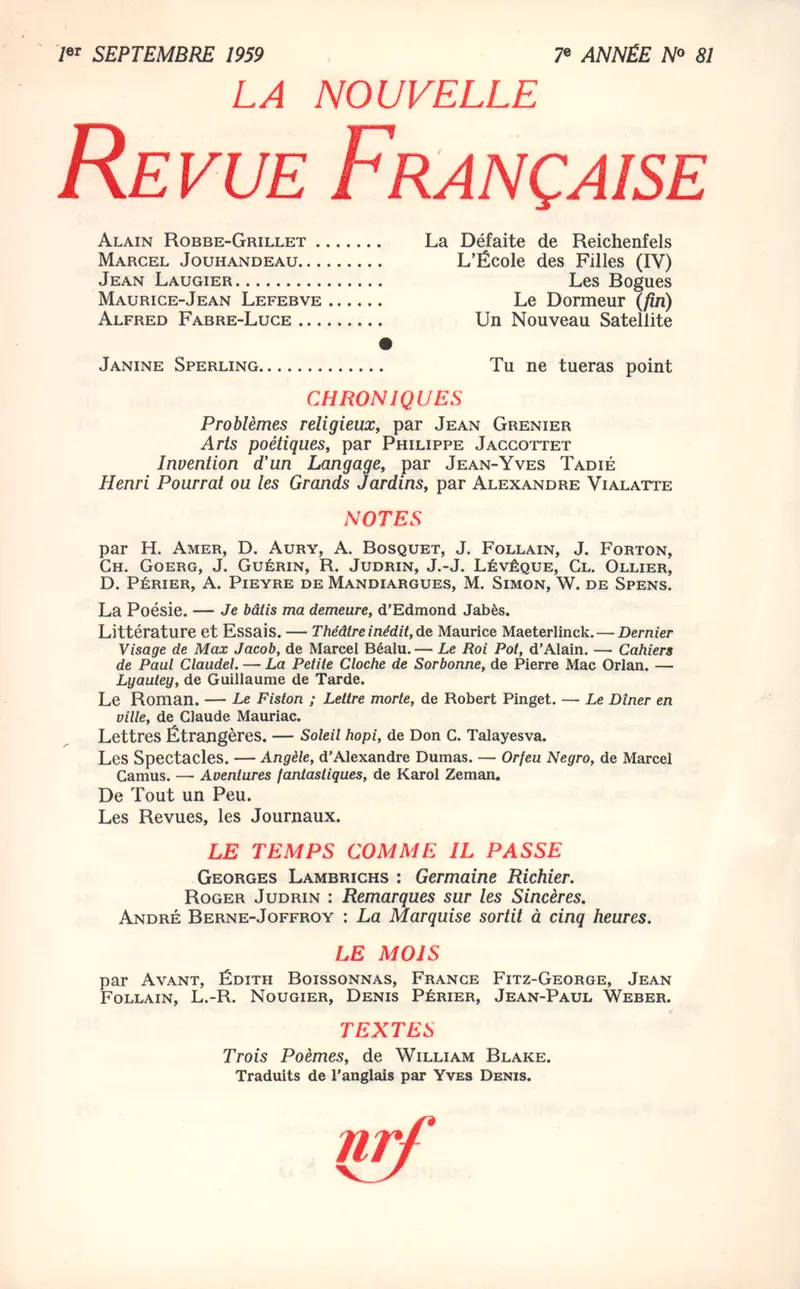 1er SEPTEMBRE 1959 7e ANNÉE No 81
LA NOUVELLE
REVUE FRANÇAISE
ALAIN ROBBE-GRILLET ....... La Défaite de Reichenfels
MARCEL JOUHANDEAU......... L'École des Filles (IV)
JEAN LAUGIER............... Les Bogues
MAURICE-JEAN LEFEBVE ...... Le Dormeur (fin)
ALFRED FABRE-LUCE ......... Un Nouveau Satellite
●
JANINE SPERLING............. Tu ne tueras point
CHRONIQUES
Problèmes religieux, par JEAN GRENIER
Arts poétiques, par PHILIPPE JACCOTTET
Invention d'un Langage, par JEAN-YVES TADIÉ
Henri Pourrat ou les Grands Jardins, par ALEXANDRE VIALATTE
NOTES
par H. AMER, D. AURY, A. BOSQUET, J. FOLLAIN, J. FORTON,
CH. GOERG, J. GUÉRIN, R. JUDRIN, J.-J. LÉVÊQUE, CL. OLLIER,
D. PÉRIER, A. PIEYRE DE MANDIARGUES, M. SIMON, W. DE SPENS.
La Poésie. — Je bâtis ma demeure, d'Edmond Jabès.
Littérature et Essais. — Théâtre inédit, de Maurice Maeterlinck. — Dernier
Visage de Max Jacob, de Marcel Béalu. — Le Roi Pot, d'Alain. — Cahiers
de Paul Claudel. — La Petite Cloche de Sorbonne, de Pierre Mac Orlan. —
Lyautey, de Guillaume de Tarde.
Le Roman. — Le Fiston ; Lettre morte, de Robert Pinget. — Le Dîner en
ville, de Claude Mauriac.
Lettres Étrangères. — Soleil hopi, de Don C. Talayesva.
Les Spectacles. — Angèle, d'Alexandre Dumas. — Orfeu Negro, de Marcel
Camus. — Aventures fantastiques, de Karol Zeman.
De Tout un Peu.
Les Revues, les Journaux.
LE TEMPS COMME IL PASSE
GEORGES LAMBRICHS : Germaine Richier.
ROGER JUDRIN : Remarques sur les Sincères.
ANDRÉ BERNE-JOFFROY : La Marquise sortit à cinq heures.
LE MOIS
par AVANT, ÉDITH BOISSONNAS, FRANCE FITZ-GEORGE, JEAN
FOLLAIN, L.-R. NOUGIER, DENIS PÉRIER, JEAN-PAUL WEBER.
TEXTES
Trois Poèmes, de WILLIAM BLAKE.
Traduits de l'anglais par YVES DENIS.
nrf